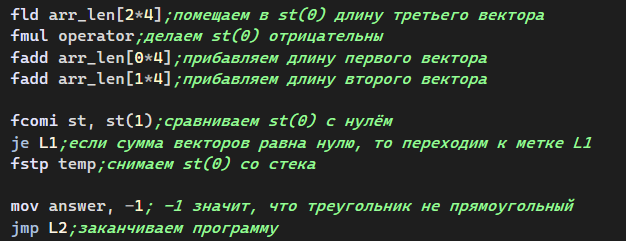 fld arr_len[2*4];помещаем в st(0) длину третьего вектора
fmul operator;делаем st(0) отрицательны
fadd arr_len[0*4];прибавляем длину первого вектора
fadd arr_len[1*4];прибавляем длину второго вектора
fcomi st, st(1);сравниваем st(0) с нулём
je L1;если сумма векторов равна нулю, то переходим к метке L1
fstp temp;снимаем st(0) со стека
mov answer, -1; -1 значит, что треугольник не прямоугольный
jmp L2;заканчиваем программу